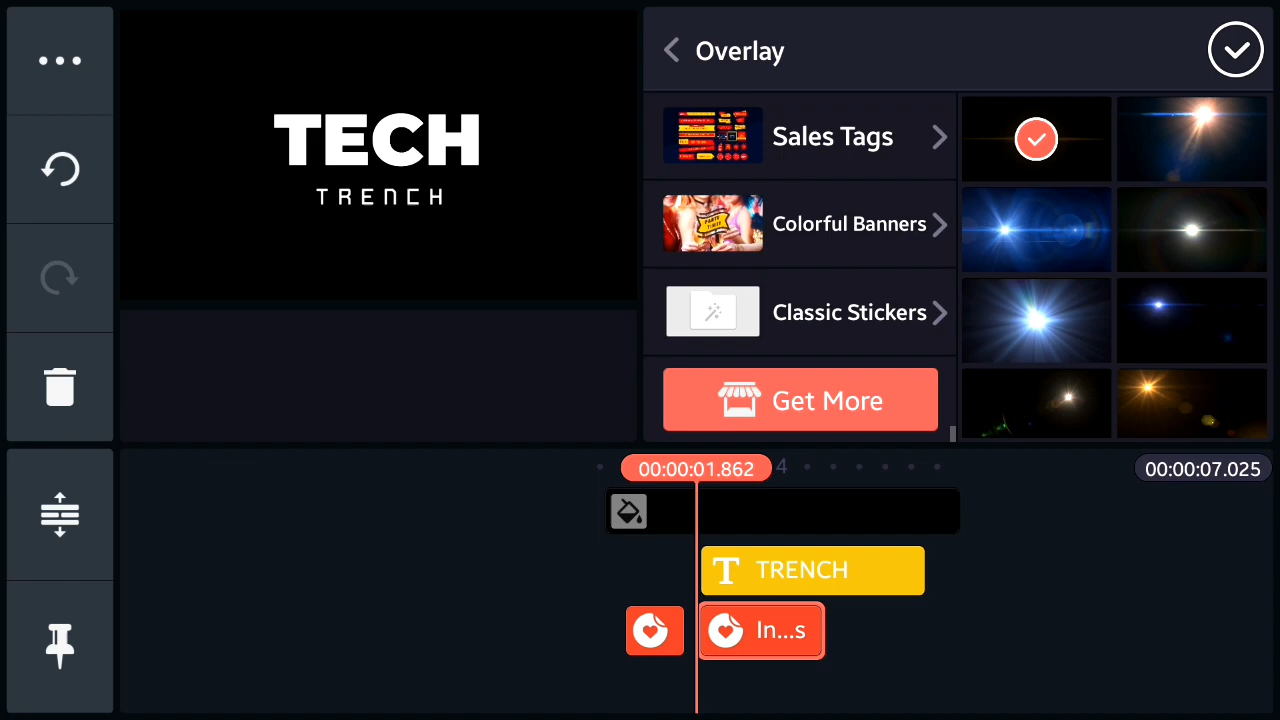 TECH
TRENCH
Overlay
Sales Tags
Colorful Banners
Classic Stickers
Get More
00:00:01.862
4
00:00:07.025
TRENCH
In...s